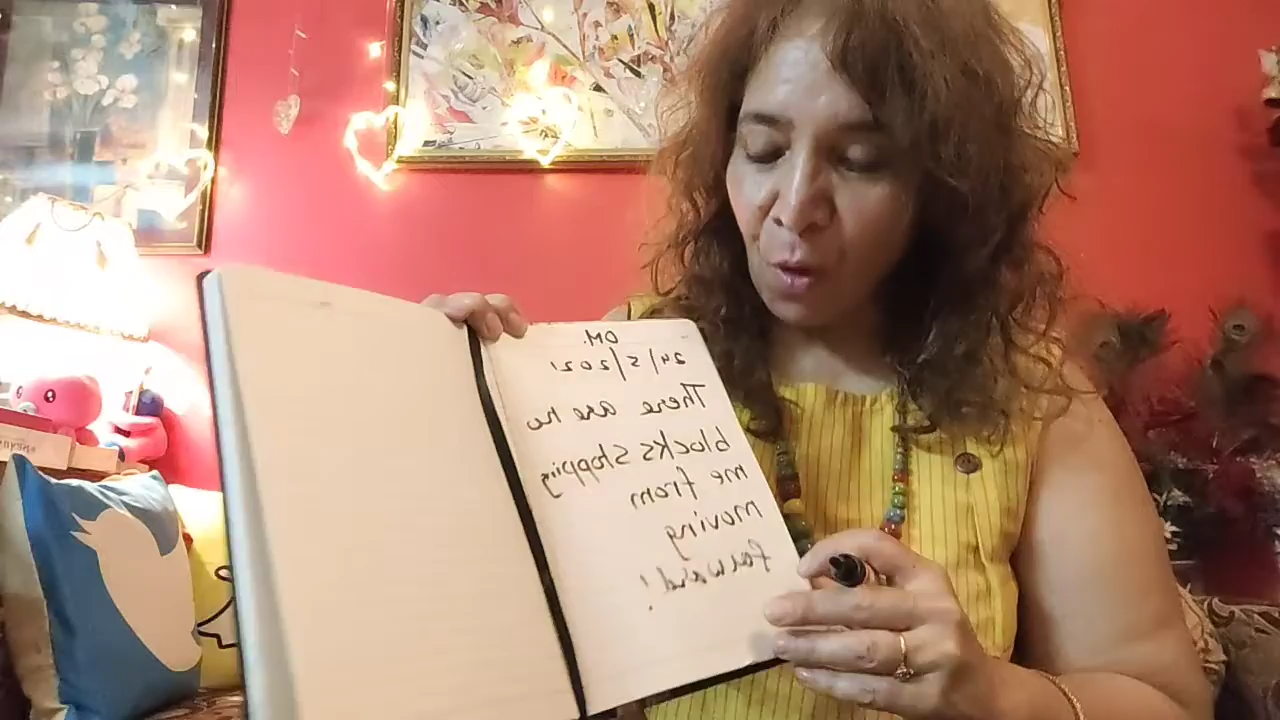 OM.
24/5/2021
There are no
blocks stopping
me from
moving
forward!